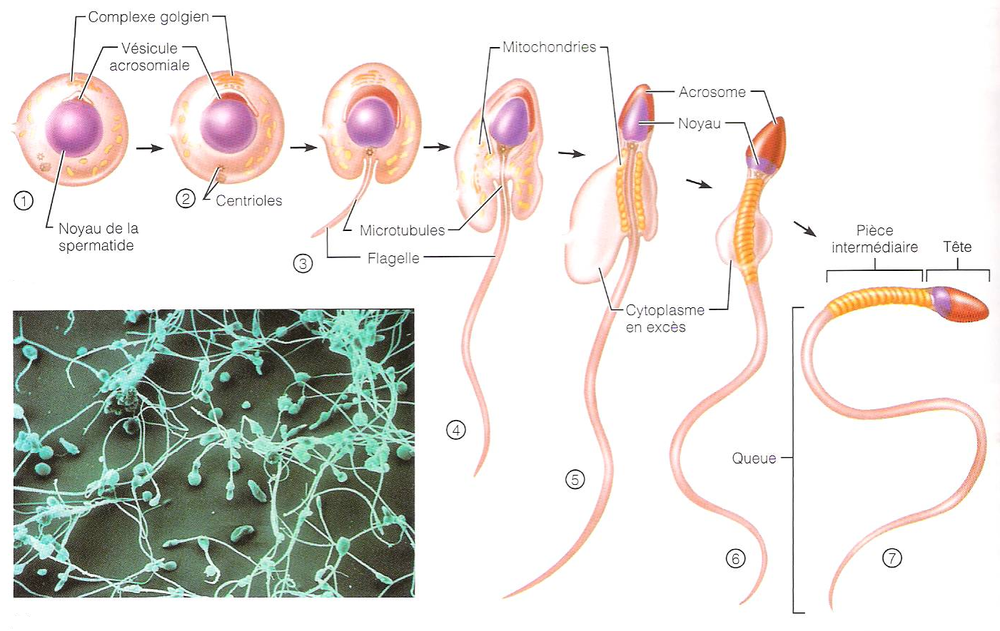 Complexe golgien
Vésicule
acrosomiale
Mitochondries
Acrosome
Noyau
1
2
Centrioles
Noyau de la
spermatide
Microtubules
Flagelle
3
Pièce
intermédiaire
Tête
Cytoplasme
en excès
4
5
Queue
6
7